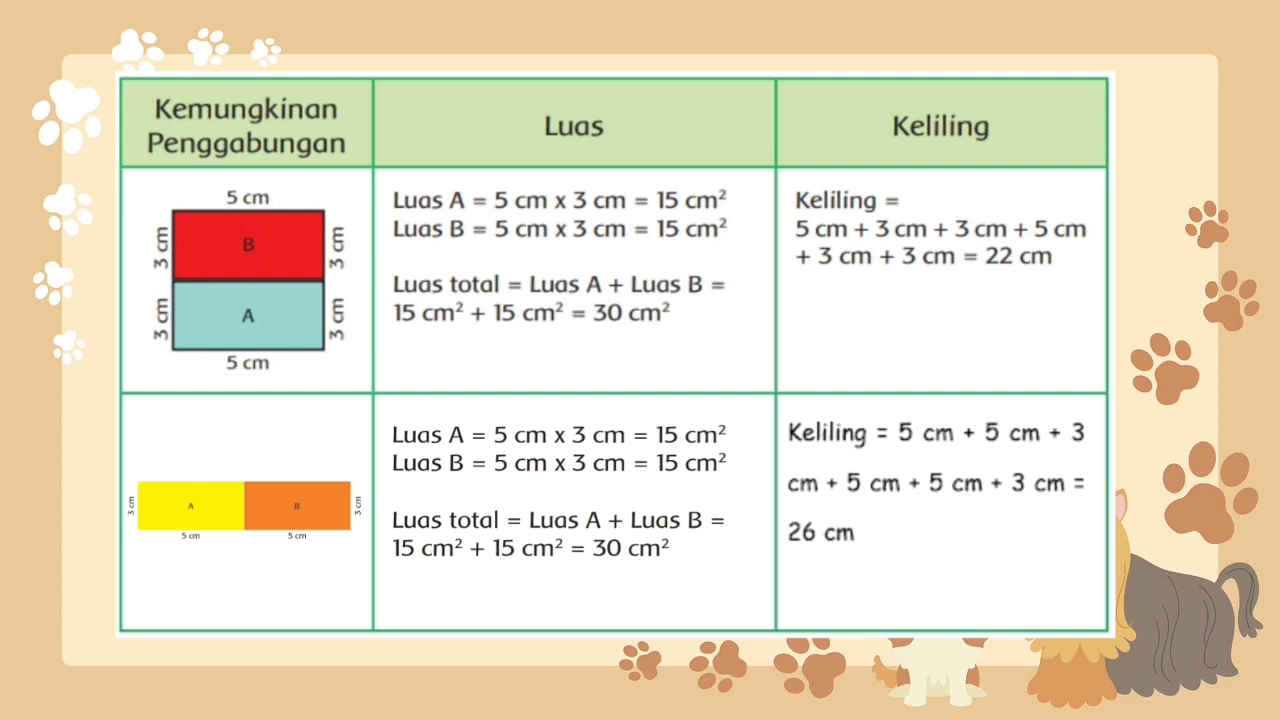 Kemungkinan
Penggabungan
Luas
Keliling
5 cm
3 cm
B
3 cm
3 cm
A
3 cm
5 cm
Luas A = 5 cm x 3 cm = 15 cm²
Luas B = 5 cm x 3 cm = 15 cm²
Luas total = Luas A + Luas B =
15 cm² + 15 cm² = 30 cm²
Keliling =
5 cm + 3 cm + 3 cm + 5 cm
+ 3 cm + 3 cm = 22 cm
3 cm
A
B
3 cm
5 cm
5 cm
Luas A = 5 cm x 3 cm = 15 cm²
Luas B = 5 cm x 3 cm = 15 cm²
Luas total = Luas A + Luas B =
15 cm² + 15 cm² = 30 cm²
Keliling = 5 cm + 5 cm + 3
cm + 5 cm + 5 cm + 3 cm =
26 cm